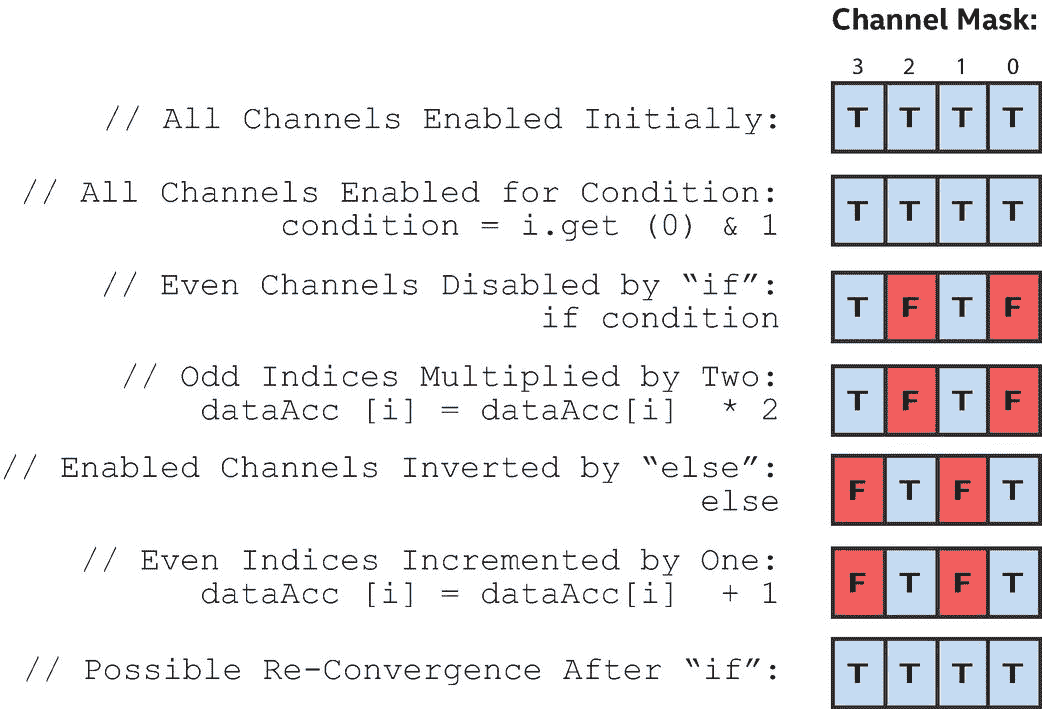 Channel Mask:
3 2 1 0
// All Channels Enabled Initially: T T T T
// All Channels Enabled for Condition:
condition = i.get (0) & 1 T T T T
// Even Channels Disabled by “if”:
if condition T F T F
// Odd Indices Multiplied by Two:
dataAcc [i] = dataAcc[i]  * 2 T F T F
// Enabled Channels Inverted by “else”:
else F T F T
// Even Indices Incremented by One:
dataAcc [i] = dataAcc[i]  + 1 F T F T
// Possible Re-Convergence After “if”: T T T T